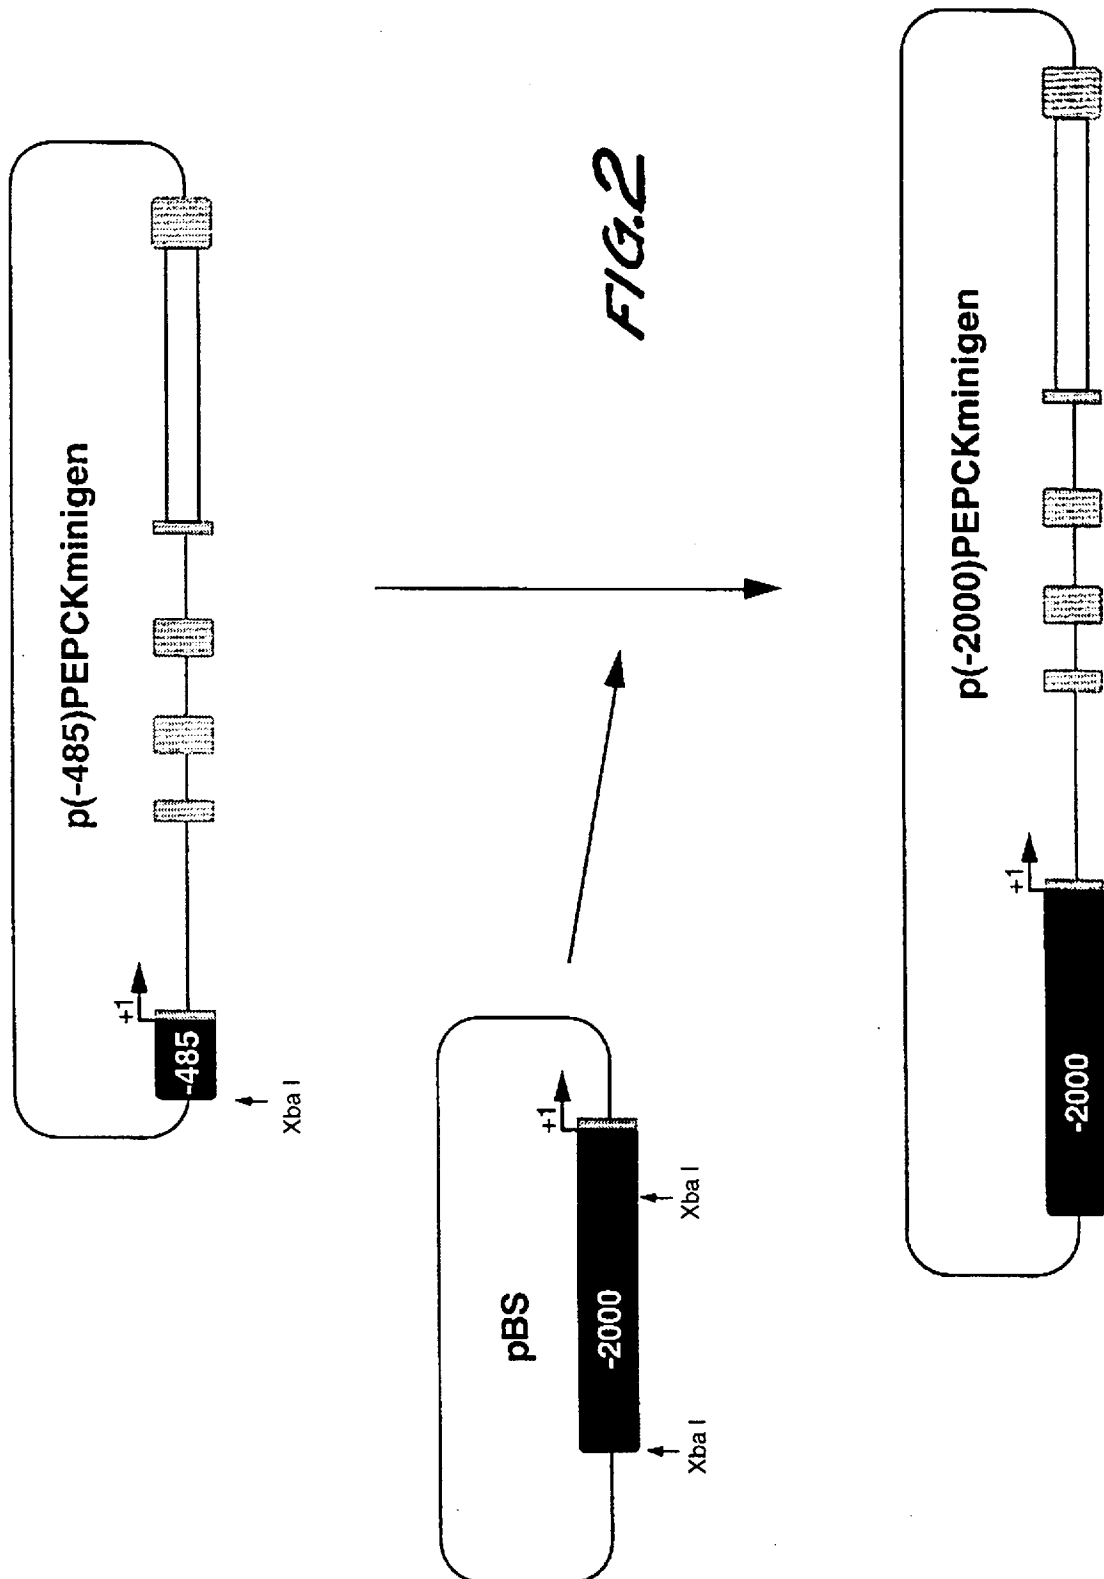 p(-485)PEPCKminigen
+1
-485
Xba I
pBS
+1
-2000
Xba I
Xba I
FIG.2
p(-2000)PEPCKminigen
+1
-2000